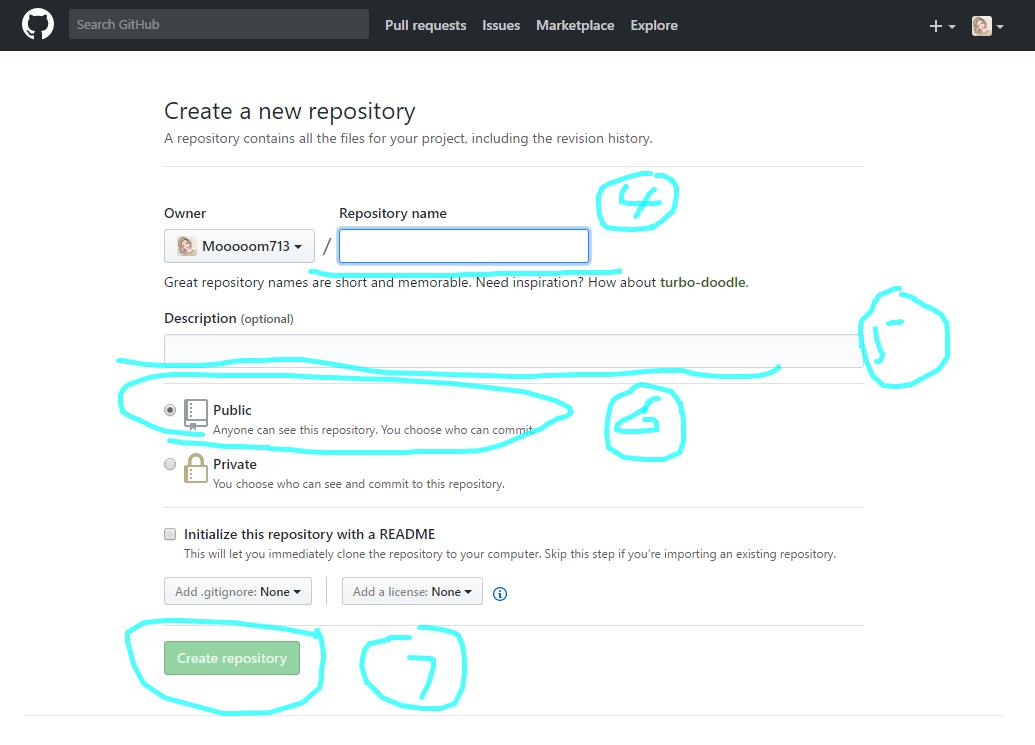 Search GitHub Pull requests Issues Marketplace Explore
Create a new repository
A repository contains all the files for your project, including the revision history.
4
Owner Repository name
Mooooom713 /
Great repository names are short and memorable. Need inspiration? How about turbo-doodle.
Description (optional)
Public
Anyone can see this repository. You choose who can commit.
6
Private
You choose who can see and commit to this repository.
Initialize this repository with a README
This will let you immediately clone the repository to your computer. Skip this step if you're importing an existing repository.
Add .gitignore: None Add a license: None
Create repository 7